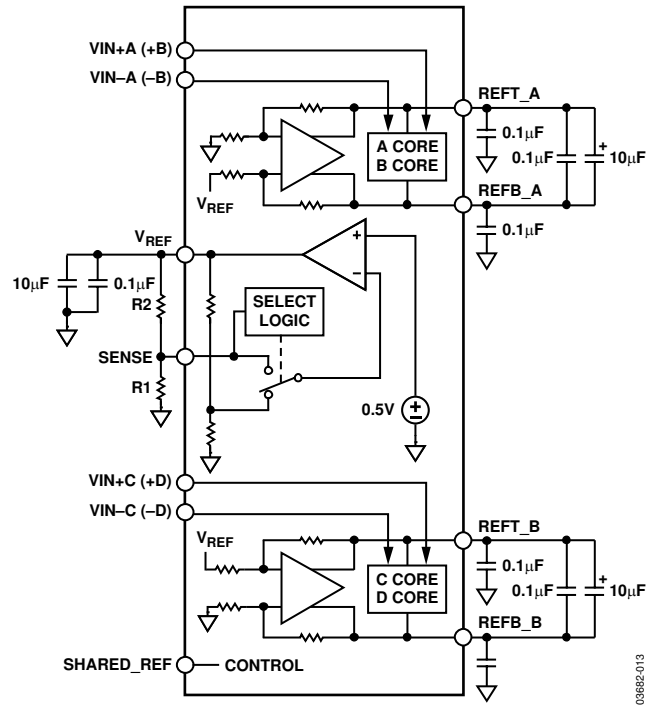 VIN+A (+B)
VIN–A (–B)
REFT_A
0.1µF
0.1µF
+
10µF
A CORE
B CORE
VREF
REFB_A
0.1µF
VREF
+
–
10µF
0.1µF
R2
SELECT
LOGIC
SENSE
R1
0.5V
+
–
VIN+C (+D)
VIN–C (–D)
VREF
REFT_B
0.1µF
0.1µF
+
10µF
C CORE
D CORE
REFB_B
SHARED_REF
CONTROL
03682-013